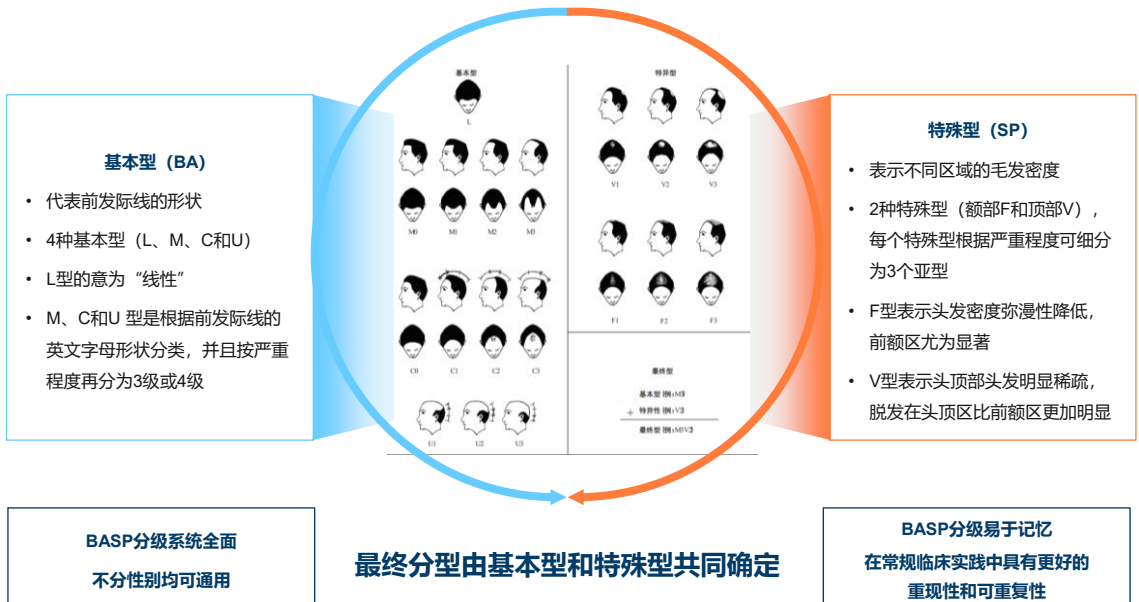 基本型（BA）
• 代表前发际线的形状
• 4种基本型（L、M、C和U）
• L型的意为“线性”
• M、C和U 型是根据前发际线的
英文字母形状分类，并且按严重
程度再分为3级或4级
基本型
L
M0 M1 M2 M3
C0 C1 C2 C3
U1 U2 U3
特异型
V1 V2 V3
F1 F2 F3
最终型
基本型
+ 特异性
最终型
特殊型（SP）
• 表示不同区域的毛发密度
• 2种特殊型（额部F和顶部V），
每个特殊型根据严重程度可细分
为3个亚型
• F型表示头发密度弥漫性降低，
前额区尤为显著
• V型表示头顶部头发明显稀疏，
脱发在头顶区比前额区更加明显
BASP分级系统全面
不分性别均可通用
最终分型由基本型和特殊型共同确定
BASP分级易于记忆
在常规临床实践中具有更好的
重现性和可重复性